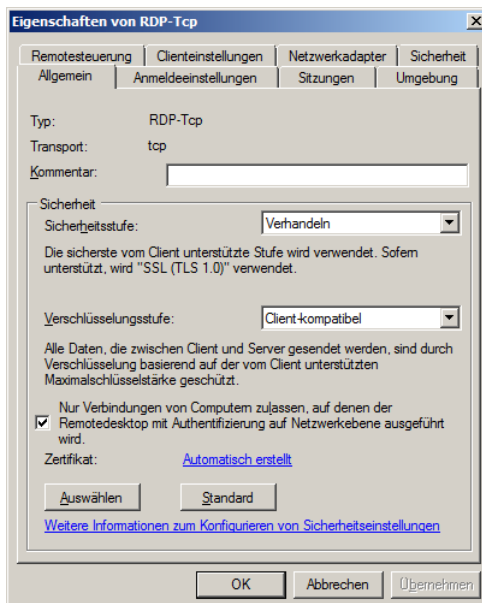 Eigenschaften von RDP-Tcp
Remotesteuerung Clienteinstellungen Netzwerkadapter Sicherheit
Allgemein Anmeldeeinstellungen Sitzungen Umgebung
Typ: RDP-Tcp
Transport: tcp
Kommentar:
Sicherheit
Sicherheitsstufe: Verhandeln
Die sicherste vom Client unterstützte Stufe wird verwendet. Sofern
unterstützt, wird "SSL (TLS 1.0)" verwendet.
Verschlüsselungsstufe: Client-kompatibel
Alle Daten, die zwischen Client und Server gesendet werden, sind durch
Verschlüsselung basierend auf der vom Client unterstützten
Maximalschlüsselstärke geschützt.
Nur Verbindungen von Computern zulassen, auf denen der
Remotedesktop mit Authentifizierung auf Netzwerkebene ausgeführt
wird.
Zertifikat: Automatisch erstellt
Auswählen Standard
Weitere Informationen zum Konfigurieren von Sicherheitseinstellungen
OK Abbrechen Übernehmen